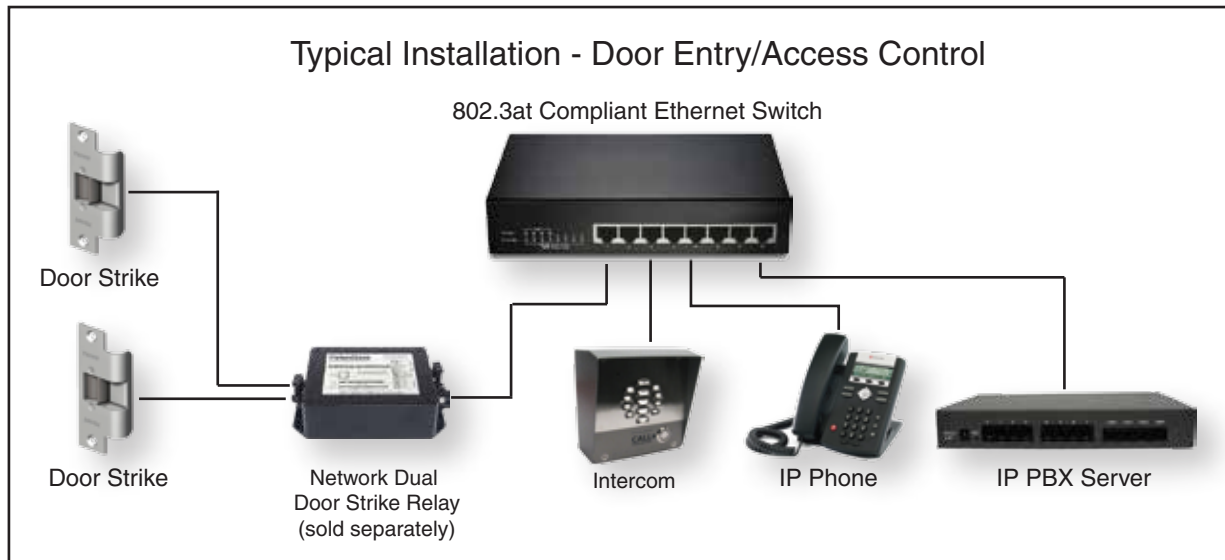 Typical Installation - Door Entry/Access Control
802.3at Compliant Ethernet Switch
Door Strike
Door Strike
Network Dual
Door Strike Relay
(sold separately)
CALL
Intercom
IP Phone
IP PBX Server